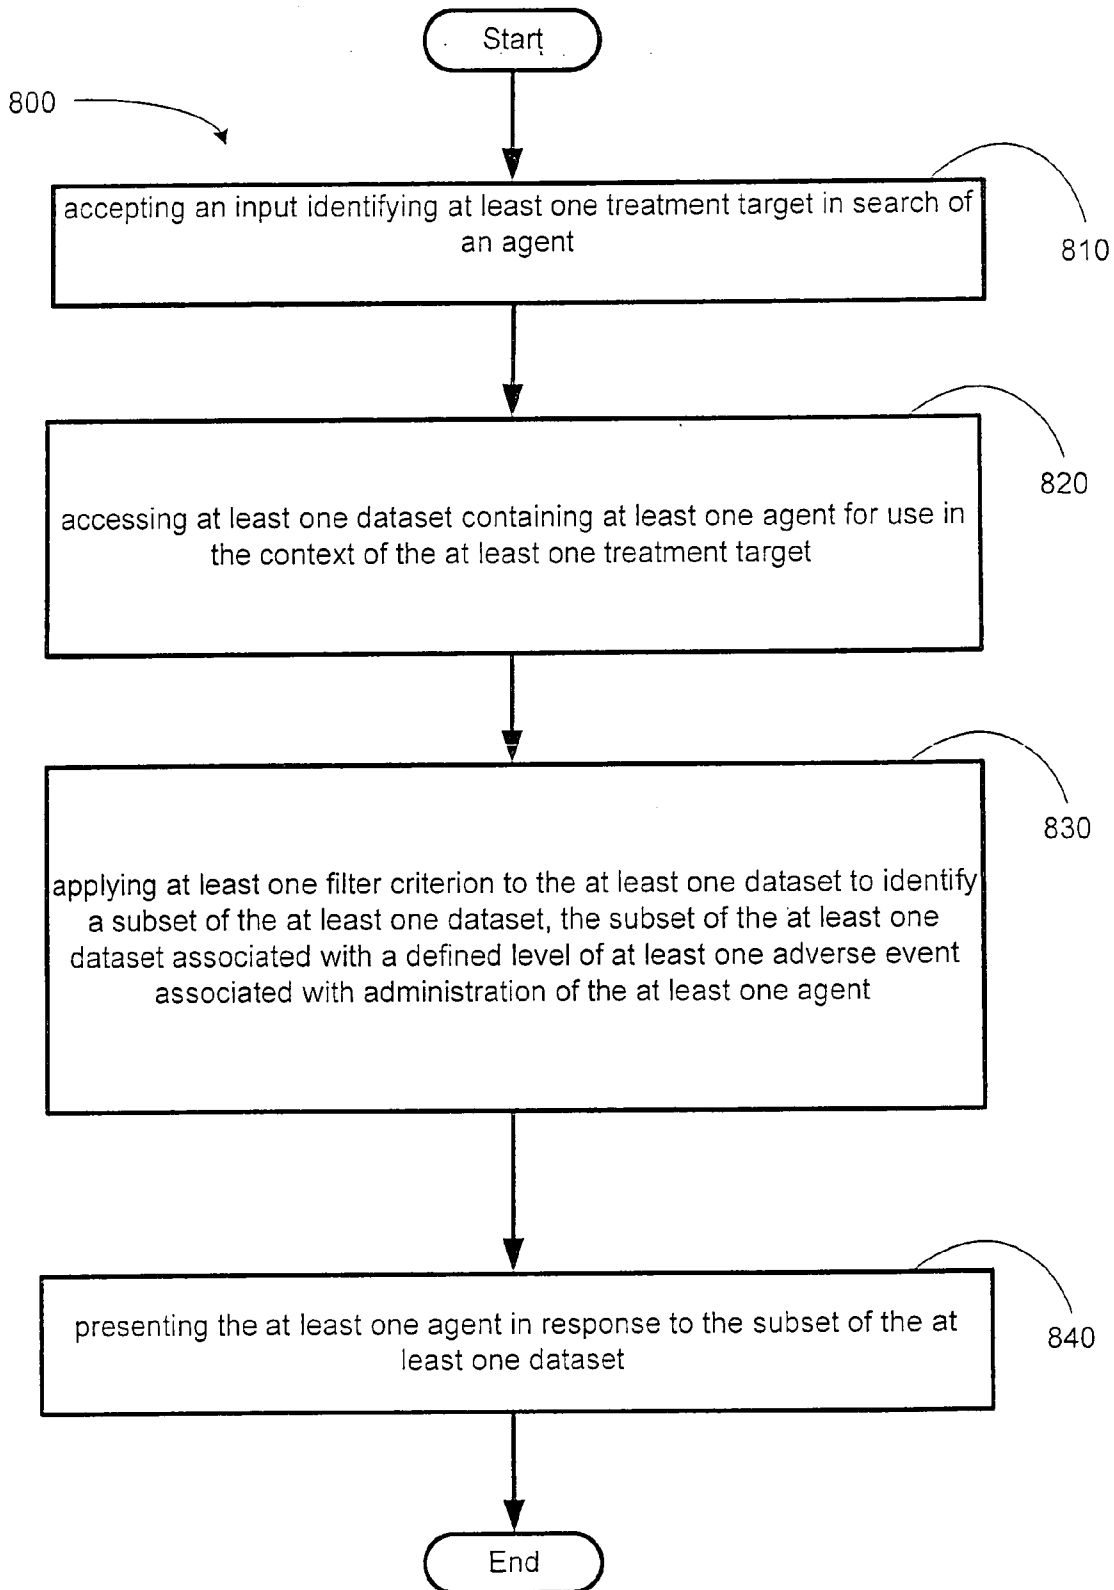 Start
800
accepting an input identifying at least one treatment target in search of
an agent
810
820
accessing at least one dataset containing at least one agent for use in
the context of the at least one treatment target
830
applying at least one filter criterion to the at least one dataset to identify
a subset of the at least one dataset, the subset of the at least one
dataset associated with a defined level of at least one adverse event
associated with administration of the at least one agent
presenting the at least one agent in response to the subset of the at
least one dataset
840
End